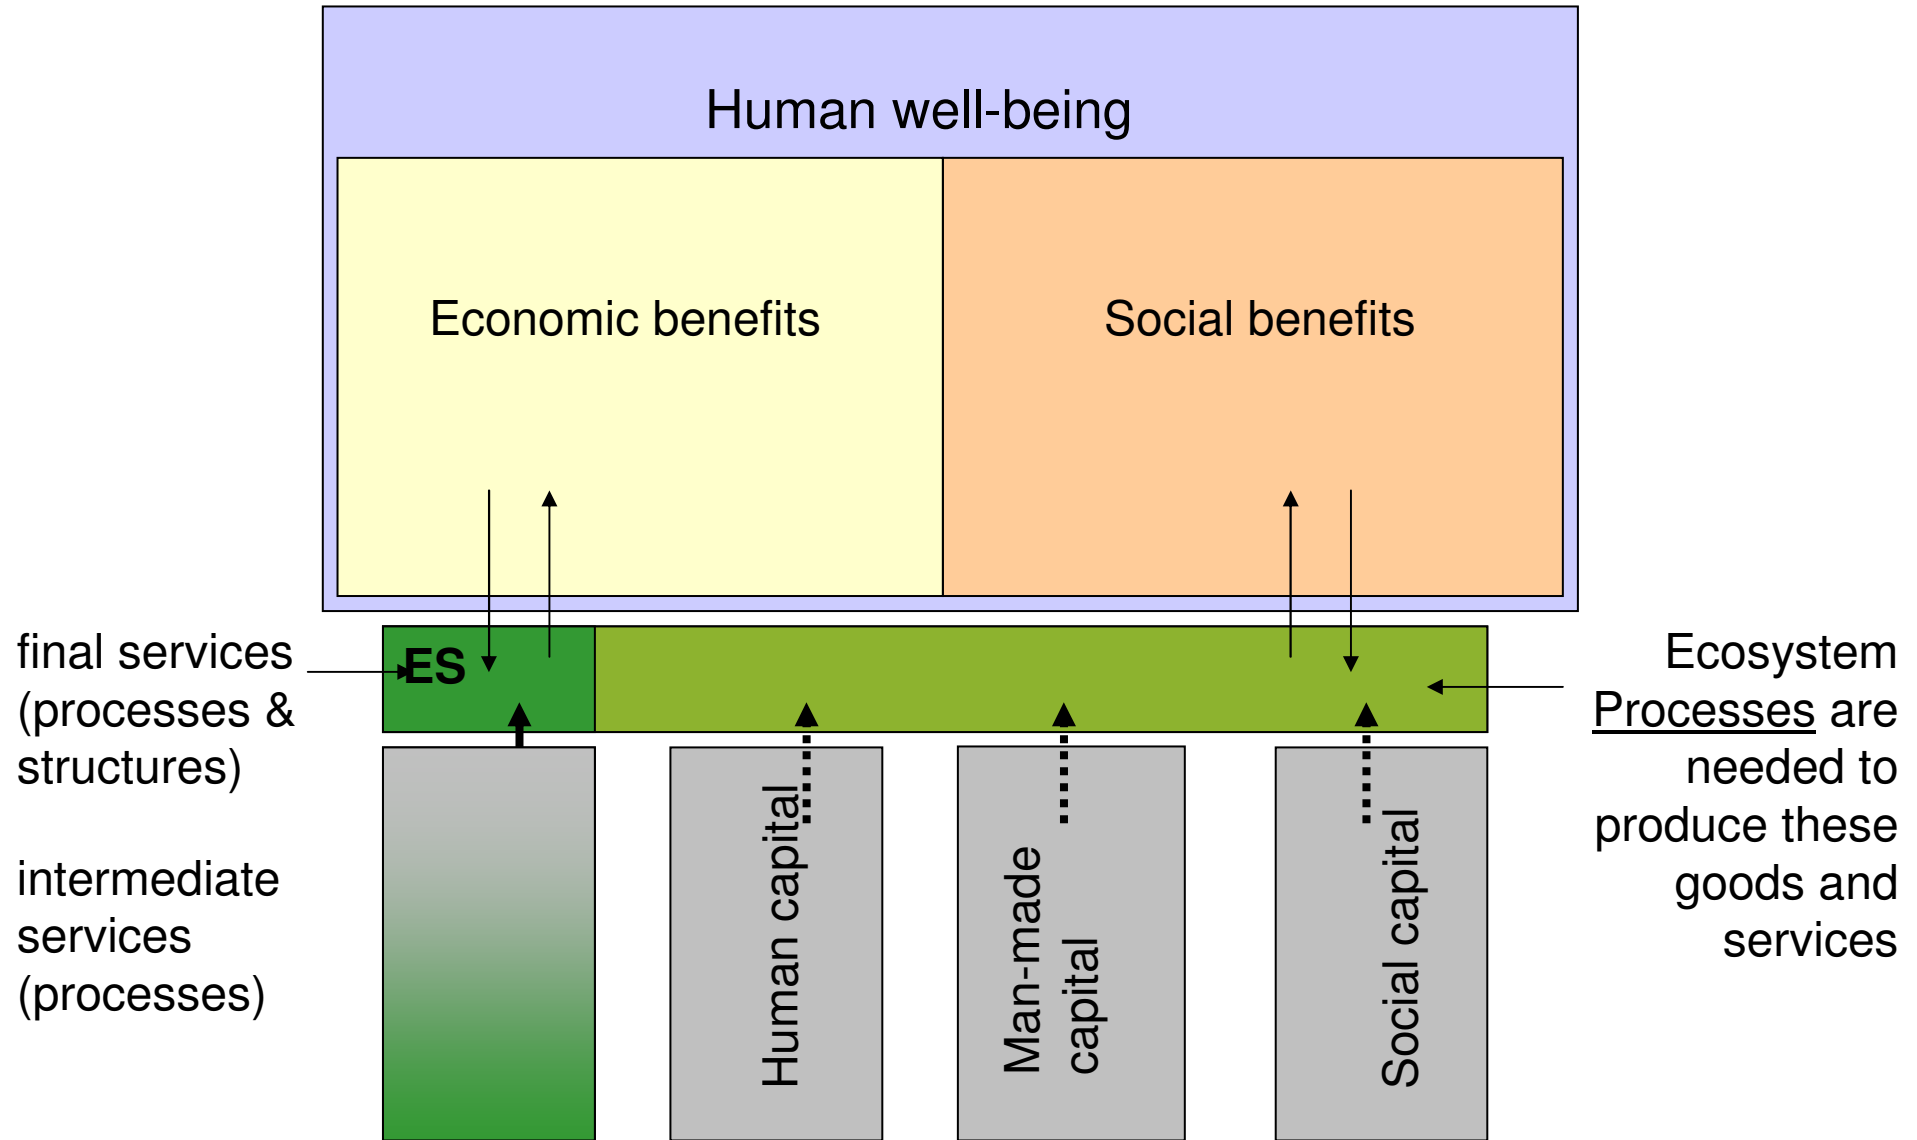 Human well-being
Economic benefits
Social benefits
final services
(processes &
structures)
intermediate
services
(processes)
ES
Ecosystem
Processes are
needed to
produce these
goods and
services
Human capital
Man-made
capital
Social capital